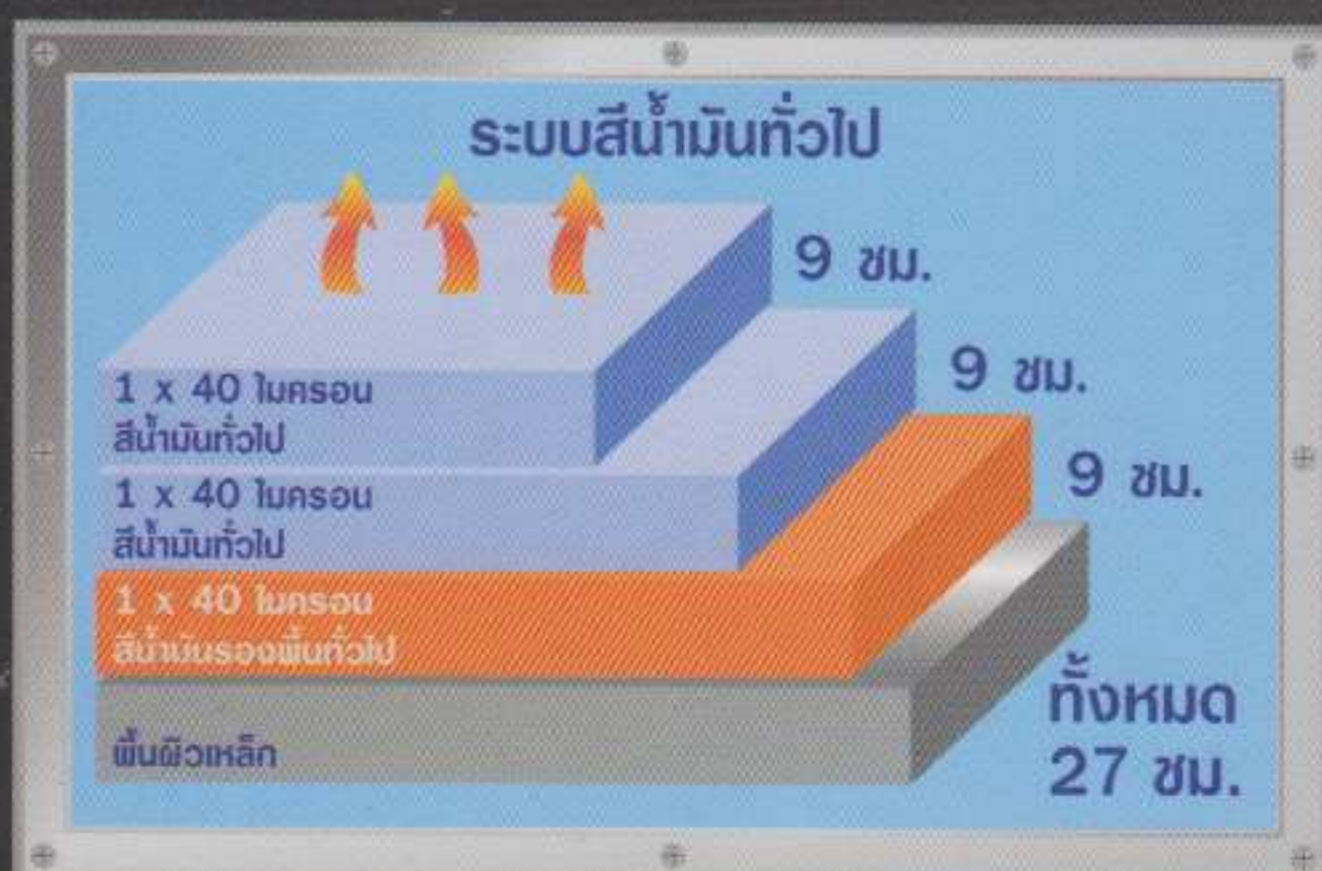 ระบบสีน้ำมันทั่วไป
9 ชม.
1 x 40 ไมครอน
สีน้ำมันทั่วไป
9 ชม.
1 x 40 ไมครอน
สีน้ำมันทั่วไป
9 ชม.
1 x 40 ไมครอน
สีน้ำมันรองพื้นทั่วไป
พื้นผิวเหล็ก
ทั้งหมด
27 ชม.